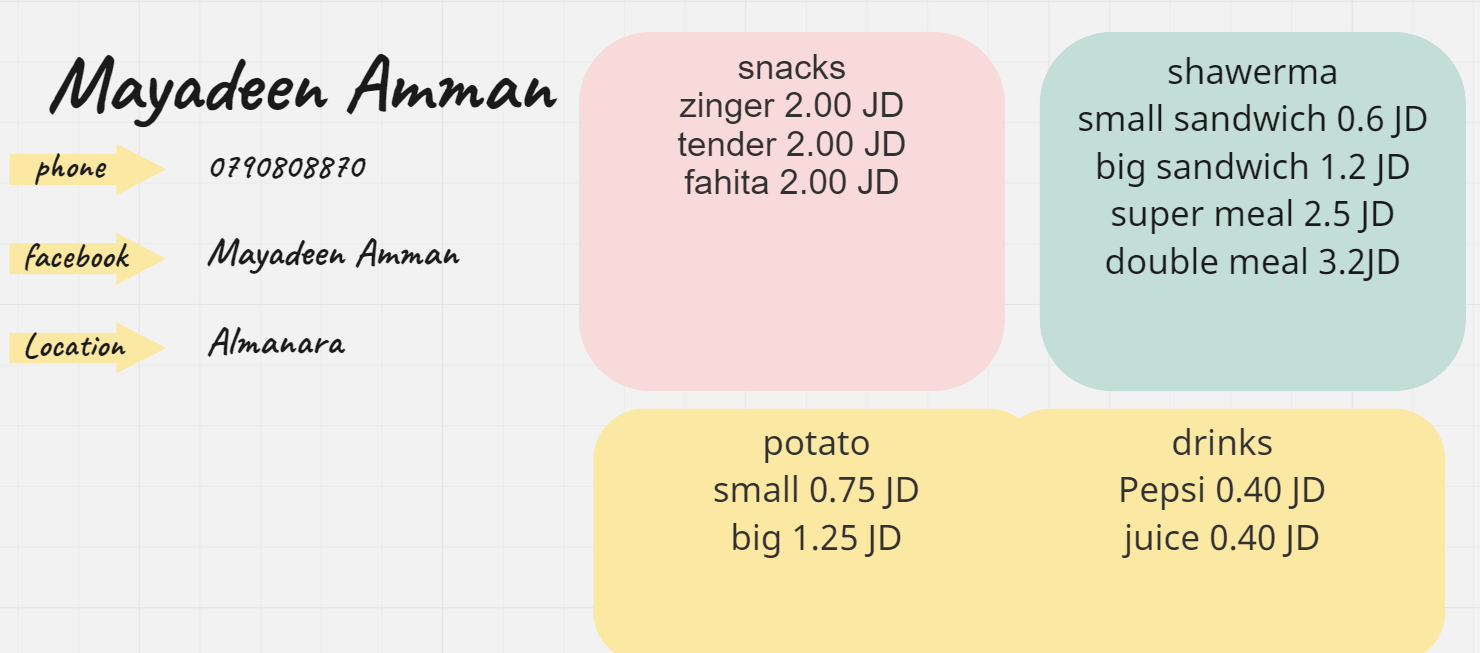 Mayadeen Amman
phone 0790808870
facebook Mayadeen Amman
Location Almanara
snacks
zinger 2.00 JD
tender 2.00 JD
fahita 2.00 JD
shawerma
small sandwich 0.6 JD
big sandwich 1.2 JD
super meal 2.5 JD
double meal 3.2JD
potato
small 0.75 JD
big 1.25 JD
drinks
Pepsi 0.40 JD
juice 0.40 JD